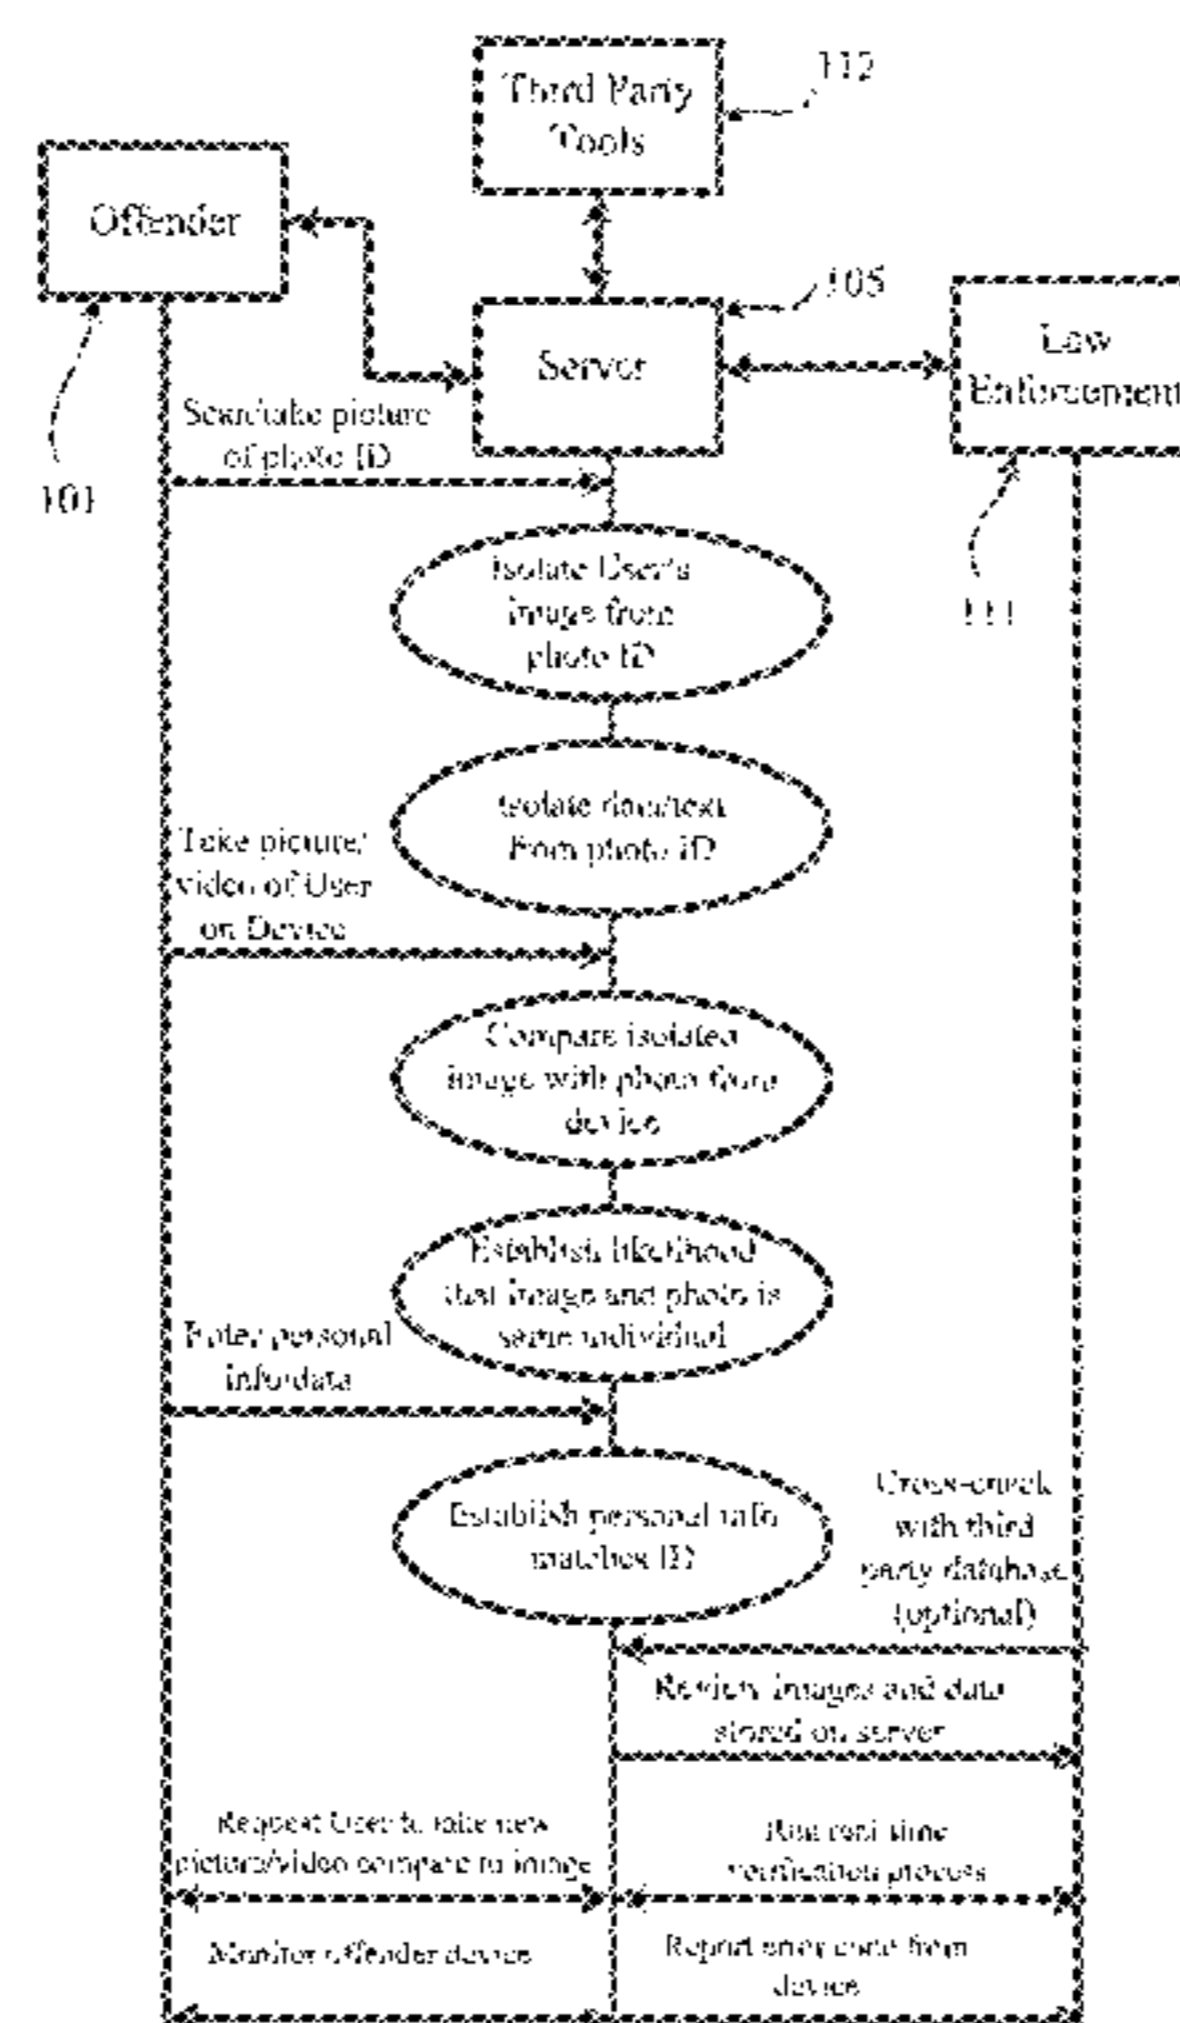 112
Third Party
Tools
Offender
105
Server
Law
Enforcement
Scan/take picture
of photo ID
101
Isolate User's
image from
photo ID
111
Isolate data/text
from photo ID
Take picture/
video of User
on Device
Compare isolated
image with photo from
device
Establish likelihood
that image and photo is
same individual
Enter personal
info/data
Establish personal info
matches ID
Cross-check
with third
party database
(optional)
Review images and data
stored on server
Request User to take new
picture/video compare to image
Run real time
verification process
Monitor offender device
Report error code from
device